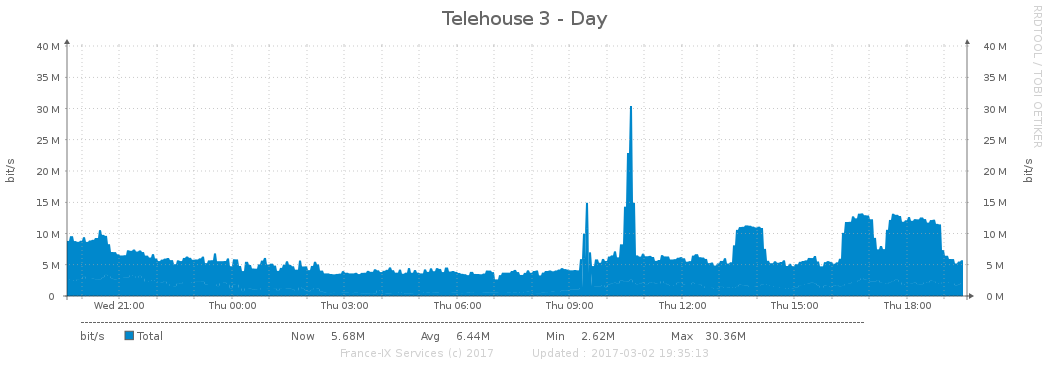 Telehouse 3 - Day
RRDTOOL / TOBI OETIKER
40 M 40 M
35 M 35 M
30 M 30 M
25 M 25 M
20 M 20 M
15 M 15 M
10 M 10 M
5 M 5 M
0 0 M
bit/s bit/s
Wed 21:00 Thu 00:00 Thu 03:00 Thu 06:00 Thu 09:00 Thu 12:00 Thu 15:00 Thu 18:00
bit/s Total Now 5.68M Avg 6.44M Min 2.62M Max 30.36M
France-IX Services (c) 2017 Updated : 2017-03-02 19:35:13